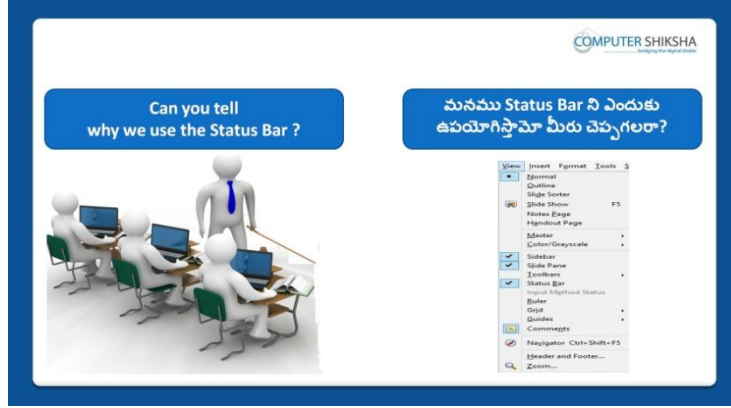 COMPUTER SHIKSHA
bridging the digital divide
Can you tell
why we use the Status Bar ?
మనము Status Bar ని ఎందుకు
ఉపయోగిస్తామో మీరు చెప్పగలరా?
View Insert Format Tools S
Normal
Outline
Slide Sorter
Slide Show F5
Notes Page
Handout Page
Master
Color/Grayscale
Sidebar
Slide Pane
Toolbars
Status Bar
Input Method Status
Ruler
Grid
Guides
Comments
Navigator Ctrl+Shift+F5
Header and Footer...
Zoom...